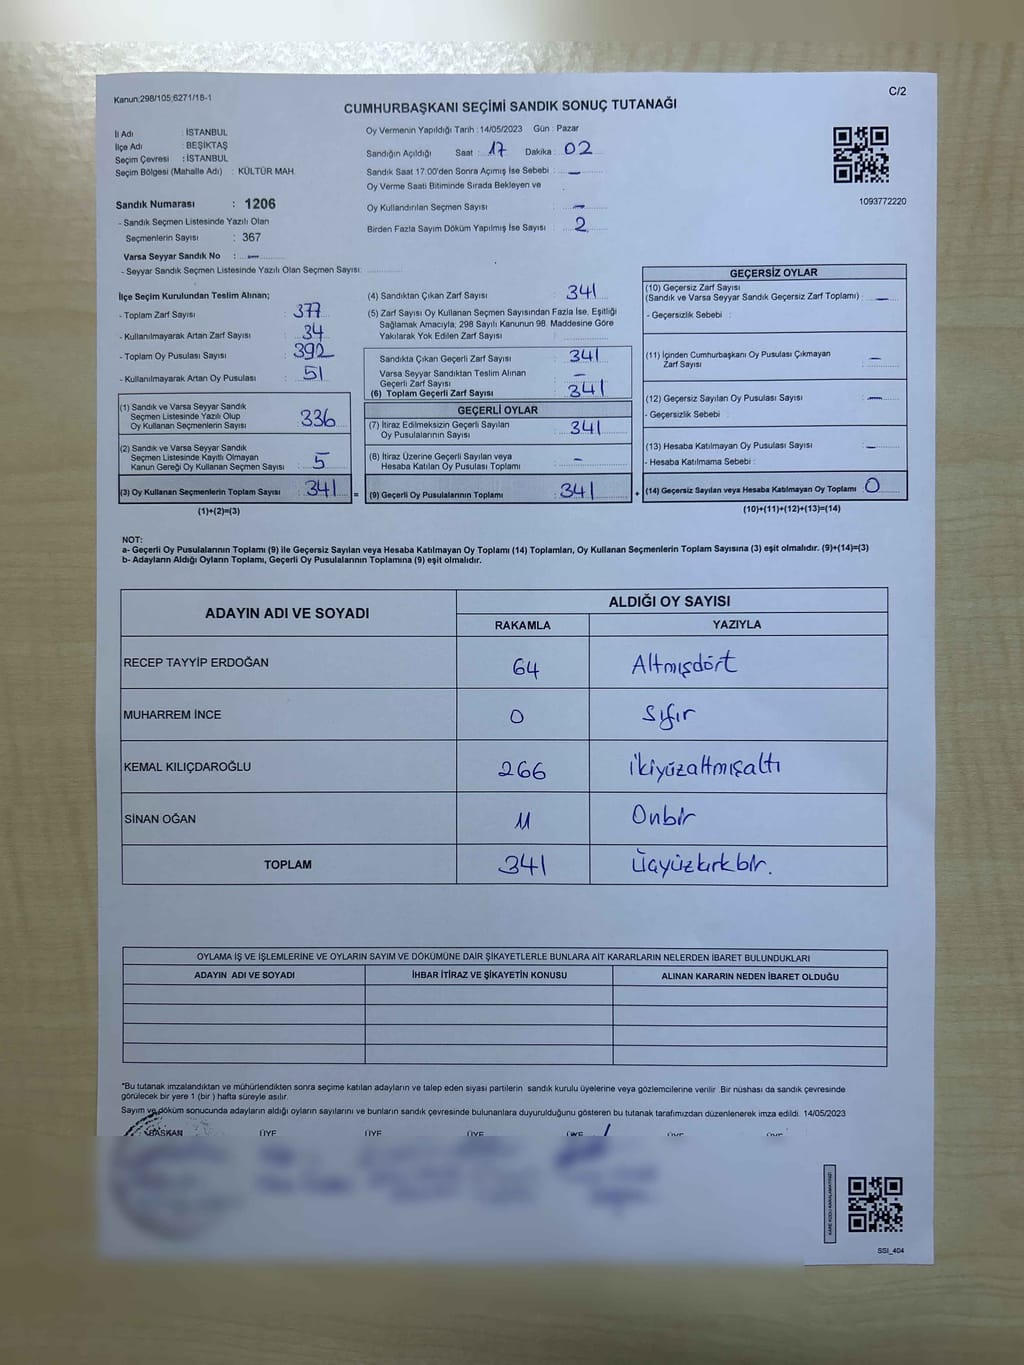 Kanun:298/105;6271/18-1
C/2
CUMHURBAŞKANI SEÇİMİ SANDIK SONUÇ TUTANAĞI
İli Adı : İSTANBUL
İlçe Adı : BEŞİKTAŞ
Seçim Çevresi : İSTANBUL
Seçim Bölgesi (Mahalle Adı) : KÜLTÜR MAH.
Sandık Numarası : 1206
- Sandık Seçmen Listesinde Yazılı Olan
Seçmenlerin Sayısı : 367
Varsa Seyyar Sandık No : —
- Seyyar Sandık Seçmen Listesinde Yazılı Olan Seçmen Sayısı:
Oy Vermenin Yapıldığı Tarih : 14/05/2023 Gün : Pazar
Sandığın Açıldığı Saat : 17 Dakika : 02
Sandık Saat 17.00'den Sonra Açımış İse Sebebi : —
Oy Verme Saati Bitiminde Sırada Bekleyen ve
Oy Kullandırılan Seçmen Sayısı : —
Birden Fazla Sayım Döküm Yapılmış İse Sayısı : 2
1093772220
İlçe Seçim Kurulundan Teslim Alınan;
- Toplam Zarf Sayısı : 377
- Kullanılmayarak Artan Zarf Sayısı : 34
- Toplam Oy Pusulası Sayısı : 392
- Kullanılmayarak Artan Oy Pusulası : 51
(1) Sandık ve Varsa Seyyar Sandık
Seçmen Listesinde Yazılı Olup
Oy Kullanan Seçmenlerin Sayısı : 336
(2) Sandık ve Varsa Seyyar Sandık
Seçmen Listesinde Kayıtlı Olmayan
Kanun Gereği Oy Kullanan Seçmen Sayısı : 5
(3) Oy Kullanan Seçmenlerin Toplam Sayısı : 341
(1)+(2)=(3)
=
(4) Sandıktan Çıkan Zarf Sayısı : 341
(5) Zarf Sayısı Oy Kullanan Seçmen Sayısından Fazla İse, Eşitliği
Sağlamak Amacıyla; 298 Sayılı Kanunun 98. Maddesine Göre
Yakılarak Yok Edilen Zarf Sayısı :
Sandıkta Çıkan Geçerli Zarf Sayısı : 341
Varsa Seyyar Sandıktan Teslim Alınan
Geçerli Zarf Sayısı : —
(6) Toplam Geçerli Zarf Sayısı : 341
GEÇERLİ OYLAR
(7) İtiraz Edilmeksizin Geçerli Sayılan
Oy Pusulalarının Sayısı : 341
(8) İtiraz Üzerine Geçerli Sayılan veya
Hesaba Katılan Oy Pusulası Toplamı : —
(9) Geçerli Oy Pusulalarının Toplamı : 341
+
GEÇERSİZ OYLAR
(10) Geçersiz Zarf Sayısı
(Sandık ve Varsa Seyyar Sandık Geçersiz Zarf Toplamı) : —
- Geçersizlik Sebebi :
(11) İçinden Cumhurbaşkanı Oy Pusulası Çıkmayan
Zarf Sayısı : —
(12) Geçersiz Sayılan Oy Pusulası Sayısı : —
- Geçersizlik Sebebi :
(13) Hesaba Katılmayan Oy Pusulası Sayısı : —
- Hesaba Katılmama Sebebi :
(14) Geçersiz Sayılan veya Hesaba Katılmayan Oy Toplamı : 0
(10)+(11)+(12)+(13)=(14)
NOT:
a- Geçerli Oy Pusulalarının Toplamı (9) ile Geçersiz Sayılan veya Hesaba Katılmayan Oy Toplamı (14) Toplamları, Oy Kullanan Seçmenlerin Toplam Sayısına (3) eşit olmalıdır. (9)+(14)=(3)
b- Adayların Aldığı Oyların Toplamı, Geçerli Oy Pusulalarının Toplamına (9) eşit olmalıdır.
ADAYIN ADI VE SOYADI
ALDIĞI OY SAYISI
RAKAMLA YAZIYLA
RECEP TAYYİP ERDOĞAN 64 Altmışdört
MUHARREM İNCE 0 Sıfır
KEMAL KILIÇDAROĞLU 266 ikiyüzaltmışaltı
SİNAN OĞAN 11 Onbir
TOPLAM 341 Üçyüzkırkbir.
OYLAMA İŞ VE İŞLEMLERİNE VE OYLARIN SAYIM VE DÖKÜMÜNE DAİR ŞİKAYETLERLE BUNLARA AİT KARARLARIN NELERDEN İBARET BULUNDUKLARI
ADAYIN ADI VE SOYADI İHBAR İTİRAZ VE ŞİKAYETİN KONUSU ALINAN KARARIN NEDEN İBARET OLDUĞU
*Bu tutanak imzalandıktan ve mühürlendikten sonra seçime katılan adayların ve talep eden siyasi partilerin sandık kurulu üyelerine veya gözlemcilerine verilir Bir nüshası da sandık çevresinde
görülecek bir yere 1 (bir ) hafta süreyle asılır.
Sayım ve döküm sonucunda adayların aldığı oyların sayılarını ve bunların sandık çevresinde bulunanlara duyurulduğunu gösteren bu tutanak tarafımızdan düzenlenerek imza edildi. 14/05/2023
BAŞKAN ÜYE ÜYE ÜYE ÜYE ÜYE ÜYE
SSI_404